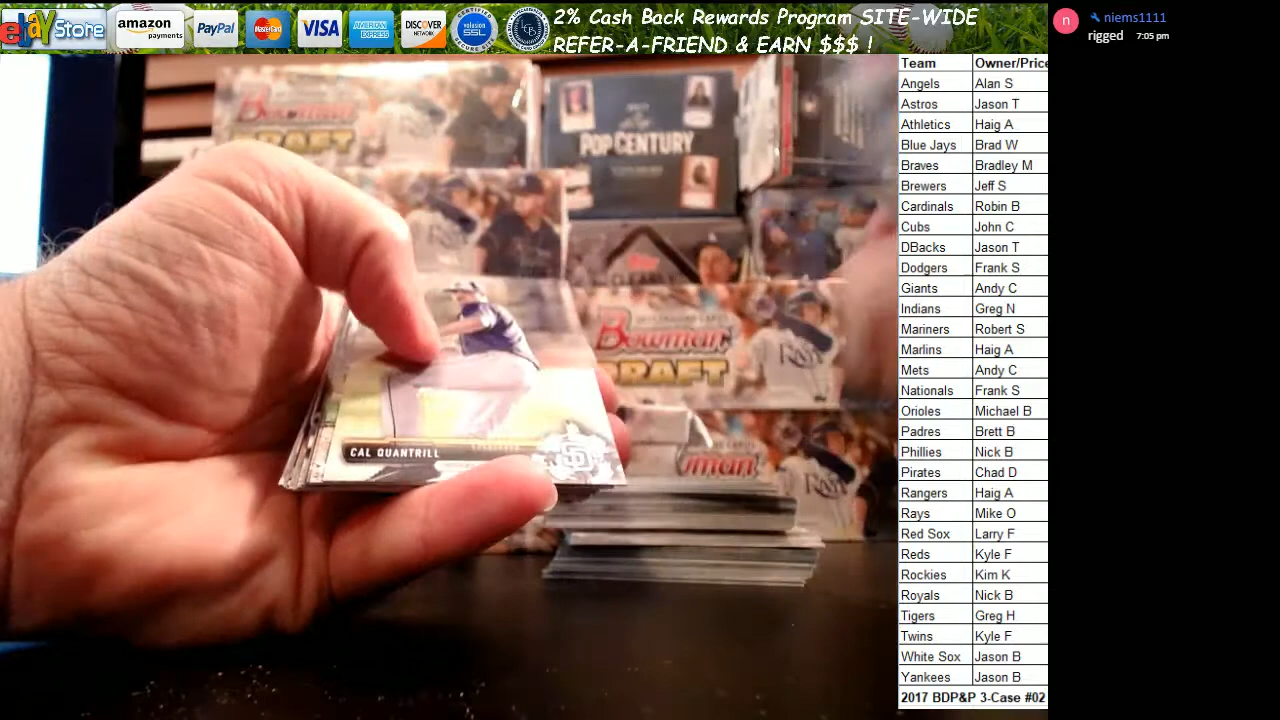 ebay Store
amazon payments
PayPal
MasterCard
VISA
AMERICAN EXPRESS
DISCOVER NETWORK
volusion SSL
2% Cash Back Rewards Program SITE-WIDE
REFER-A-FRIEND & EARN $$$ !
n
niems1111
rigged 7:05 pm
Team Owner/Price
Angels Alan S
Astros Jason T
Athletics Haig A
Blue Jays Brad W
Braves Bradley M
Brewers Jeff S
Cardinals Robin B
Cubs John C
DBacks Jason T
Dodgers Frank S
Giants Andy C
Indians Greg N
Mariners Robert S
Marlins Haig A
Mets Andy C
Nationals Frank S
Orioles Michael B
Padres Brett B
Phillies Nick B
Pirates Chad D
Rangers Haig A
Rays Mike O
Red Sox Larry F
Reds Kyle F
Rockies Kim K
Royals Nick B
Tigers Greg H
Twins Kyle F
White Sox Jason B
Yankees Jason B
2017 BDP&P 3-Case #02
Bowman
DRAFT
POP CENTURY
Topps
Bowman
DRAFT
RAYS
CAL QUANTRILL
SD